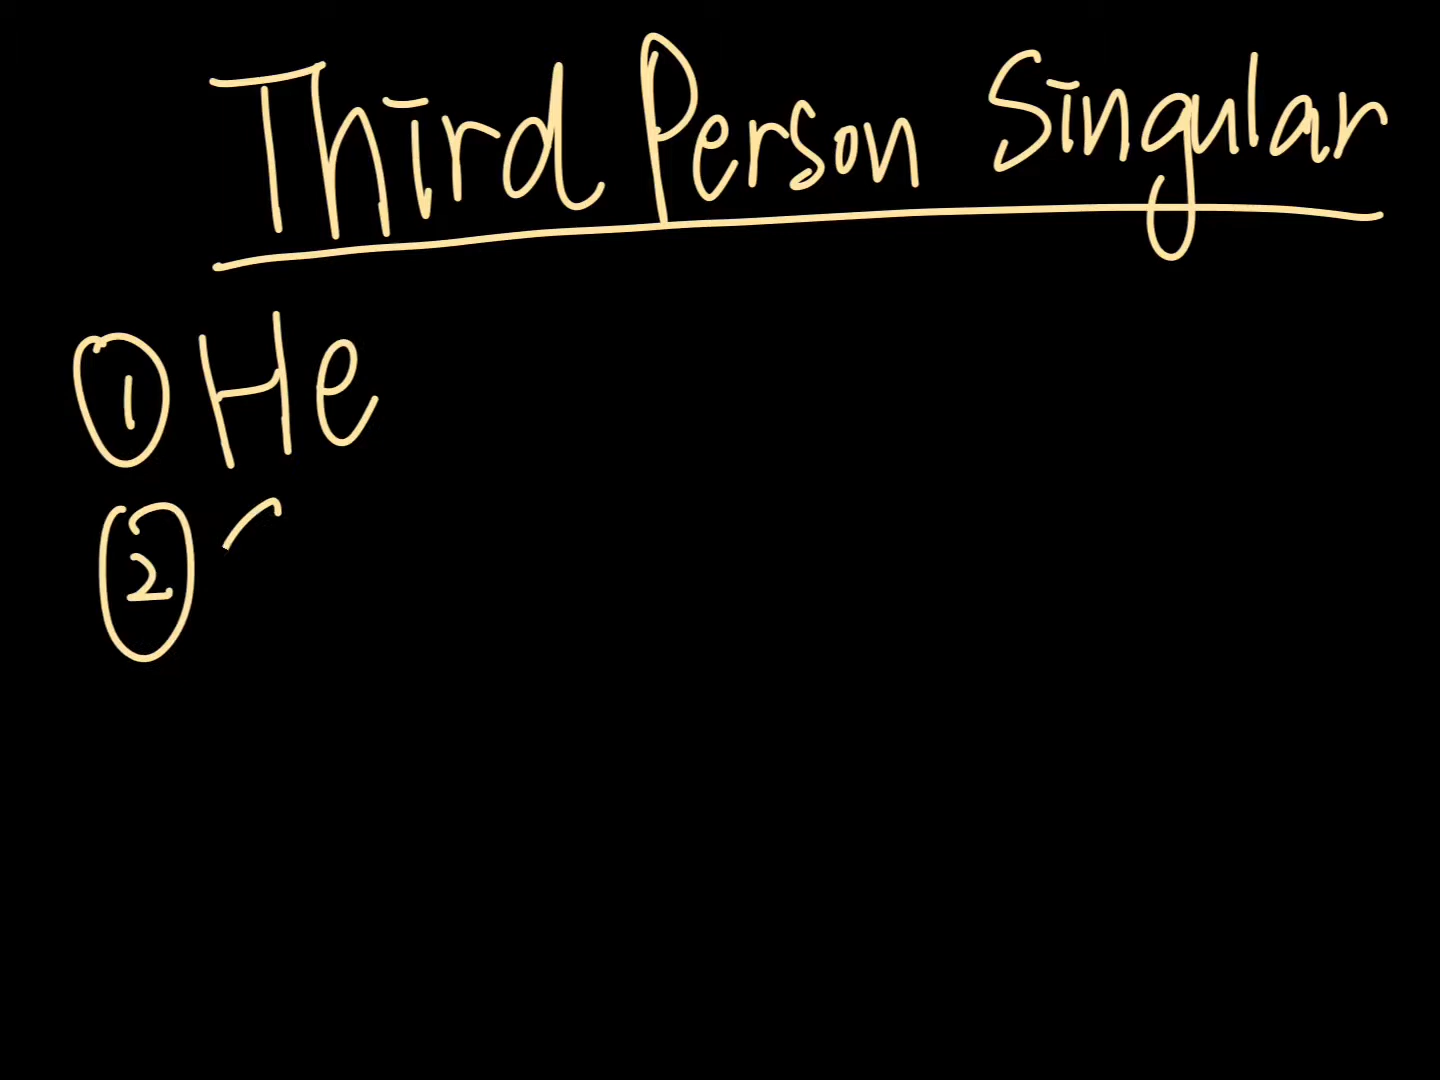 Third Person Singular
① He
②